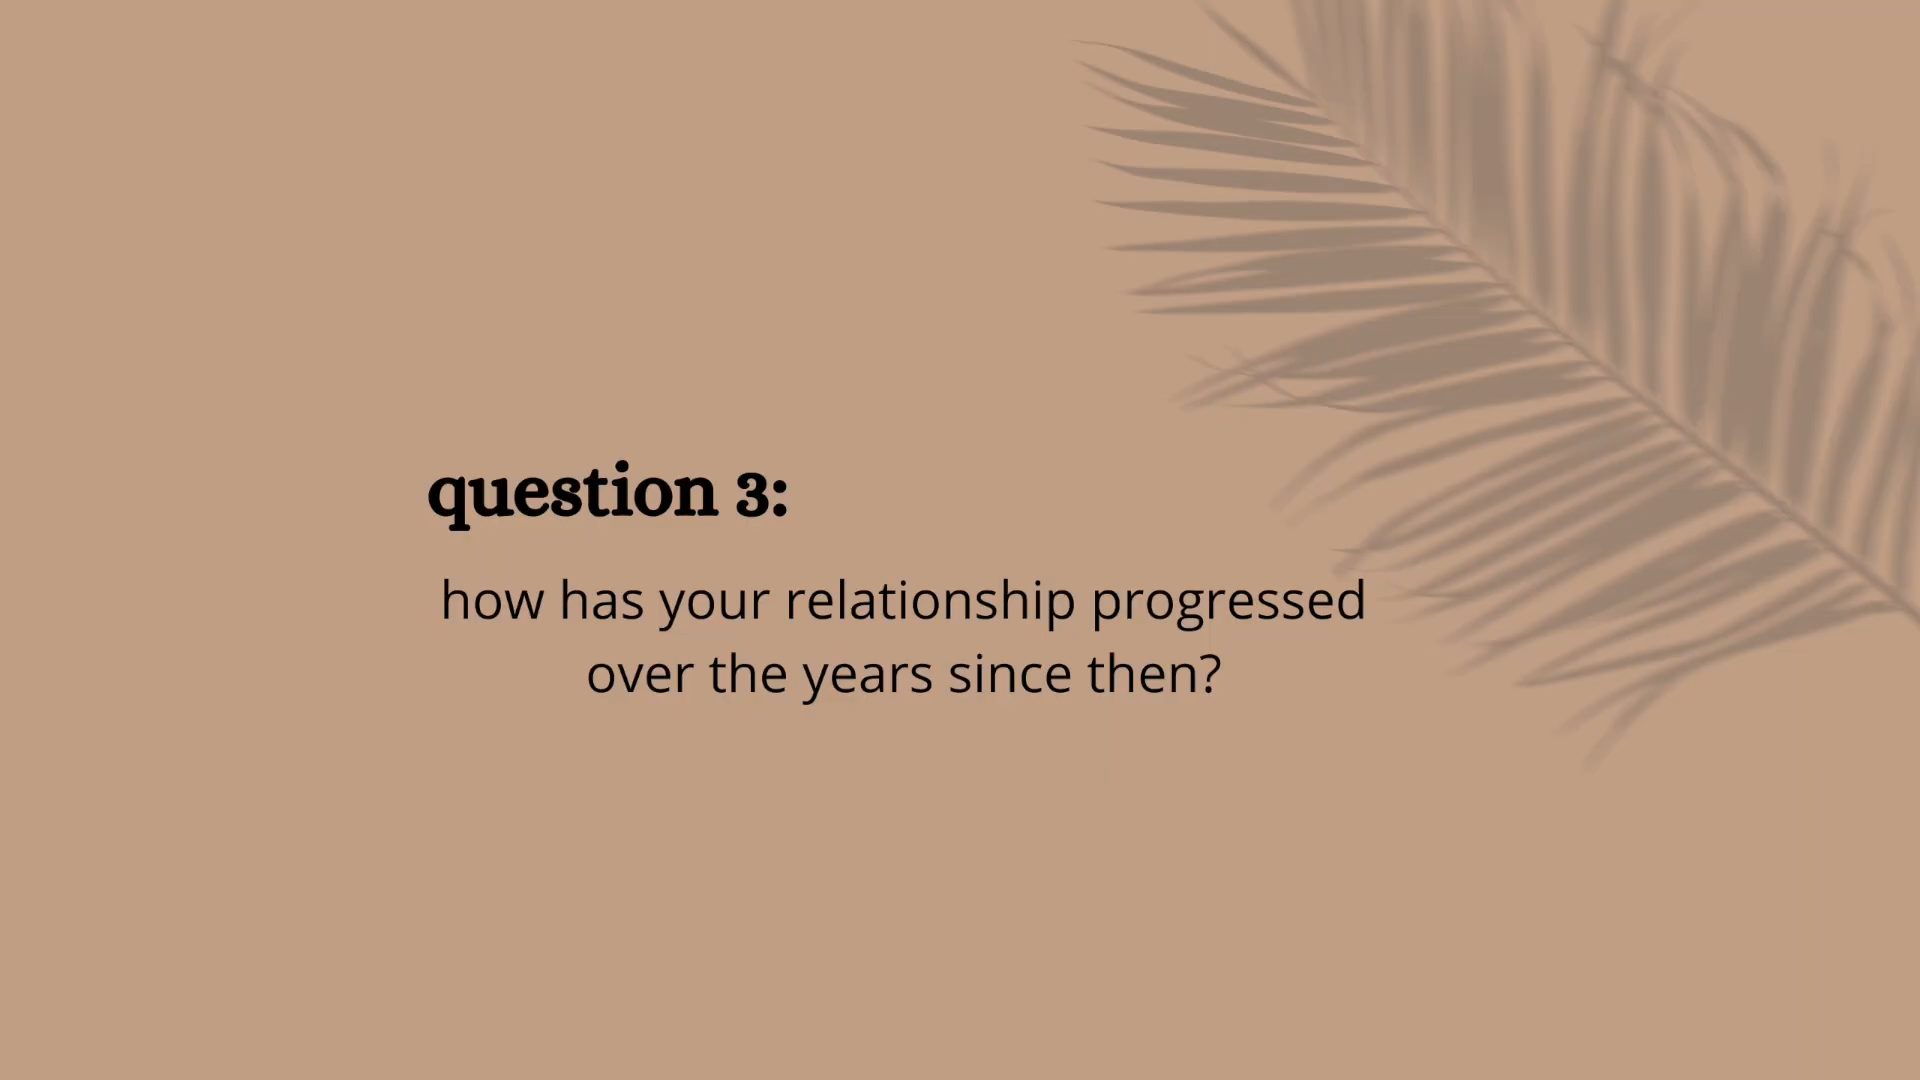 question 3:
how has your relationship progressed
over the years since then?